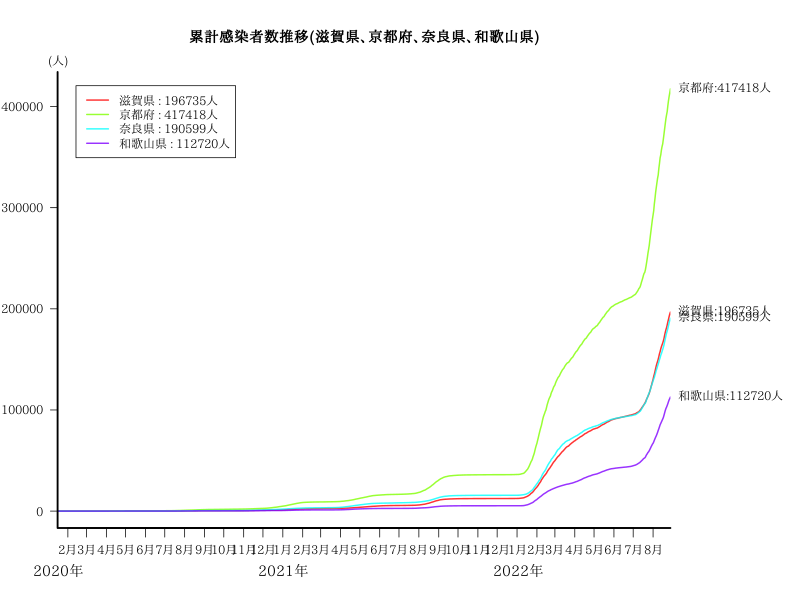 累計感染者数推移(滋賀県、京都府、奈良県、和歌山県)
(人)
滋賀県 : 196735人
京都府 : 417418人
奈良県 : 190599人
和歌山県 : 112720人
400000
300000
200000
100000
0
京都府:417418人
滋賀県:196735人
奈良県:190599人
和歌山県:112720人
2月 3月 4月 5月 6月 7月 8月 9月 10月 11月 12月 1月 2月 3月 4月 5月 6月 7月 8月 9月 10月 11月 12月 1月 2月 3月 4月 5月 6月 7月 8月
2020年 2021年 2022年